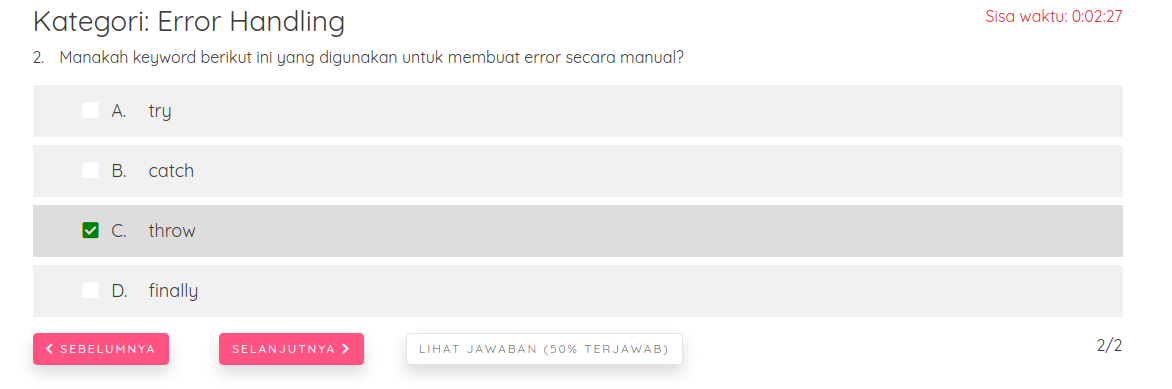 Kategori: Error Handling
Sisa waktu: 0:02:27
2. Manakah keyword berikut ini yang digunakan untuk membuat error secara manual?
A. try
B. catch
C. throw
D. finally
SEBELUMNYA
SELANJUTNYA
LIHAT JAWABAN (50% TERJAWAB)
2/2